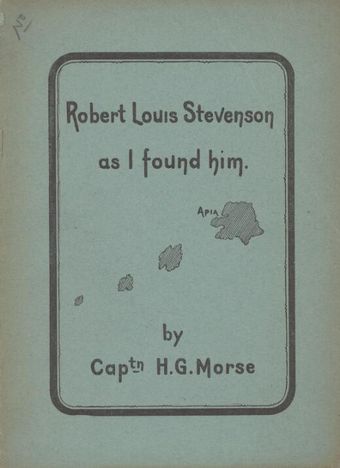 Robert Louis Stevenson
as I found him.
APIA
by
Captn H.G. Morse